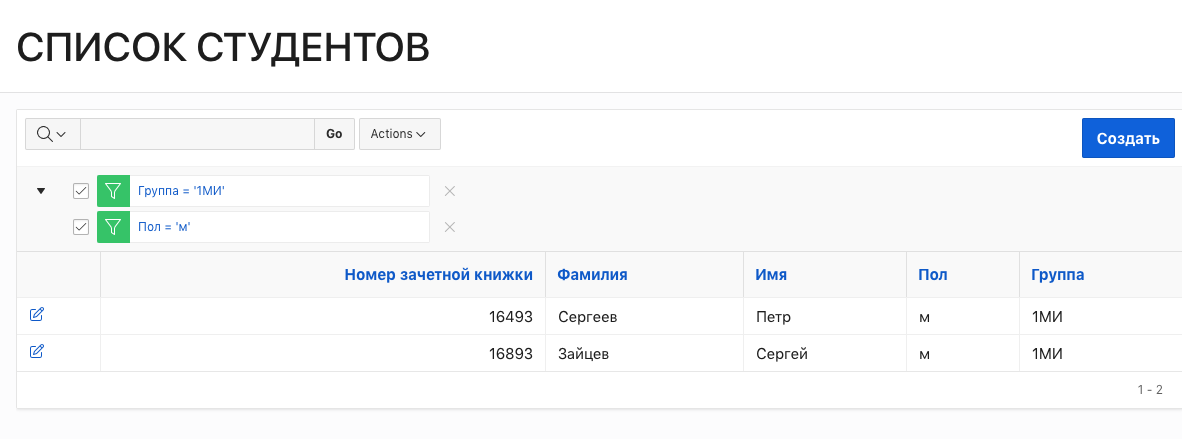 СПИСОК СТУДЕНТОВ
Go Actions Создать
Группа = '1МИ'
Пол = 'м'
Номер зачетной книжки Фамилия Имя Пол Группа
16493 Сергеев Петр м 1МИ
16893 Зайцев Сергей м 1МИ
1 - 2